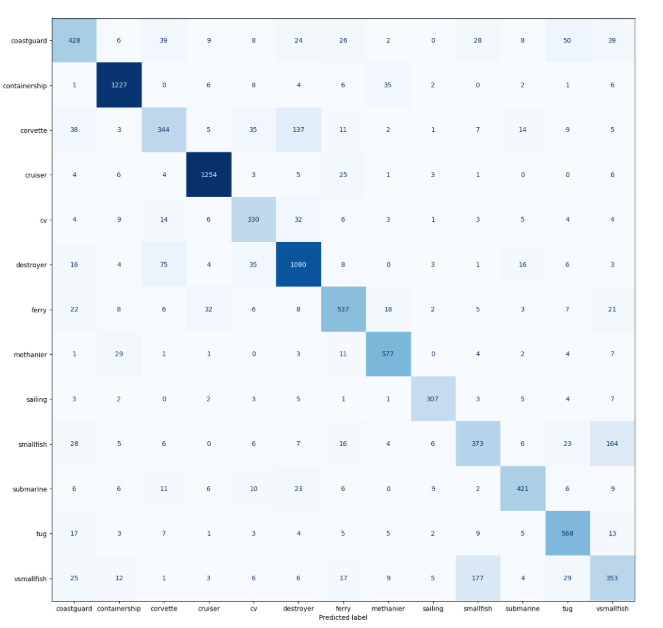 coastguard 428 6 39 9 8 24 26 2 0 28 8 50 39
containership 1 1227 0 6 8 4 6 35 2 0 2 1 6
corvette 38 3 344 5 35 137 11 2 1 7 14 9 5
cruiser 4 6 4 1254 3 5 25 1 3 1 0 0 6
cv 4 9 14 6 330 32 6 3 1 3 5 4 4
destroyer 16 4 75 4 35 1080 8 0 3 1 16 6 3
ferry 22 8 6 32 6 8 537 18 2 5 3 7 21
methanier 1 29 1 1 0 3 11 577 0 4 2 4 7
sailing 3 2 0 2 3 5 1 1 307 3 5 4 7
smallfish 28 5 6 0 6 7 16 4 6 373 6 23 164
submarine 6 6 11 6 10 23 6 0 9 2 421 6 9
tug 17 3 7 1 3 4 5 5 2 9 5 568 13
vsmallfish 25 12 1 3 6 6 17 9 5 177 4 29 353
coastguard containership corvette cruiser cv destroyer ferry methanier sailing smallfish submarine tug vsmallfish
Predicted label